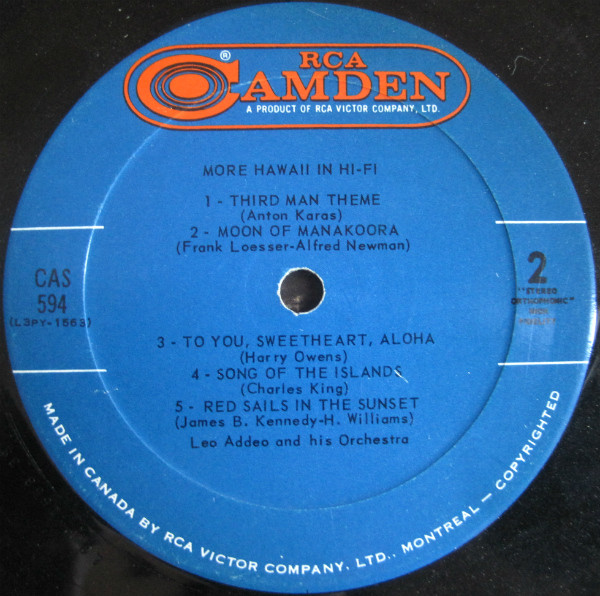 ®
RCA
CAMDEN
A PRODUCT OF RCA VICTOR COMPANY, LTD.
MORE HAWAII IN HI-FI
1 - THIRD MAN THEME
(Anton Karas)
2 - MOON OF MANAKOORA
(Frank Loesser-Alfred Newman)
CAS
594
(L3PY-1563)
2
"STEREO
ORTHOPHONIC"
HIGH
3 - TO YOU, SWEETHEART, ALOHA
(Harry Owens)
4 - SONG OF THE ISLANDS
(Charles King)
5 - RED SAILS IN THE SUNSET
(James B. Kennedy-H. Williams)
Leo Addeo and his Orchestra
MADE IN CANADA BY RCA VICTOR COMPANY, LTD., MONTREAL — COPYRIGHTED